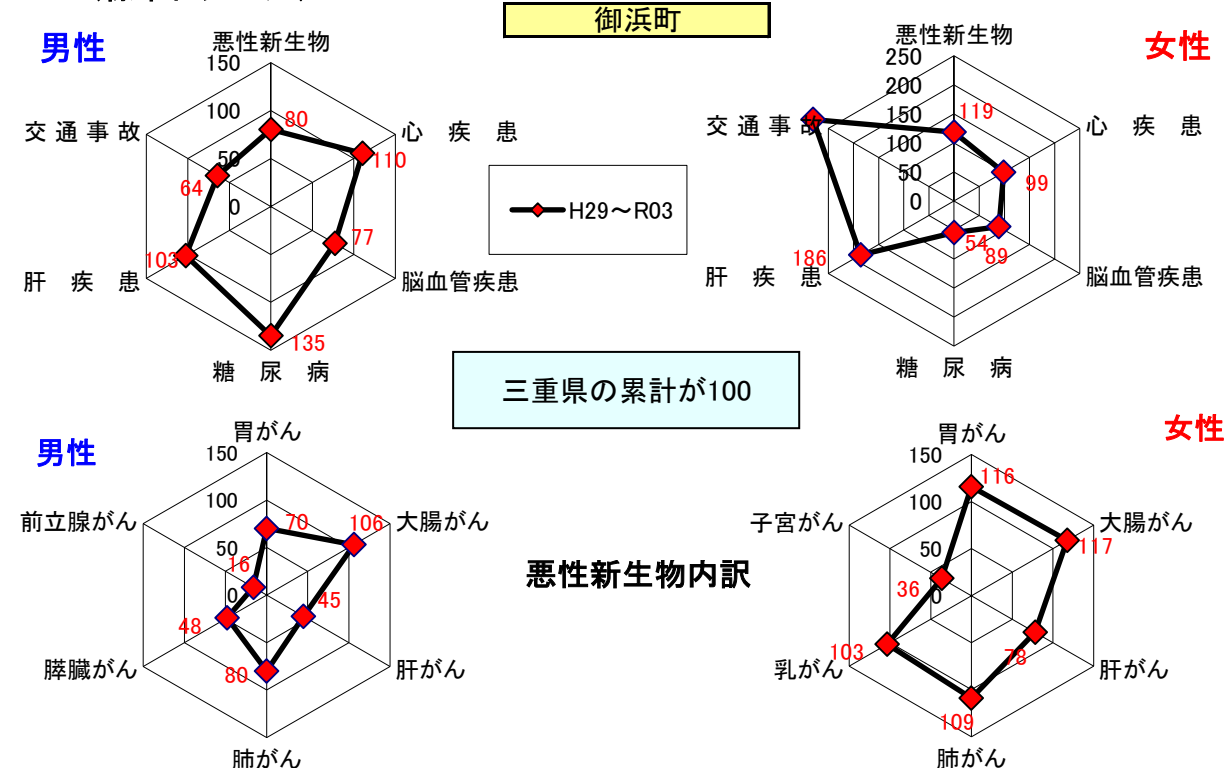 御浜町
男性
悪性新生物
150
100
50
0
80
心 疾 患
110
77
脳血管疾患
135
糖 尿 病
103
肝 疾 患
64
交 通 事 故
H29～R03
女性
悪性新生物
250
200
150
100
50
0
119
心 疾 患
99
89
脳血管疾患
54
糖 尿 病
186
肝 疾 患
交 通 事 故
三重県の累計が100
男性
胃がん
150
100
50
0
70
大腸がん
106
45
肝がん
80
肺がん
48
膵臓がん
16
前立腺がん
悪性新生物内訳
女性
胃がん
150
100
50
0
116
大腸がん
117
78
肝がん
109
肺がん
103
乳がん
36
子宮がん